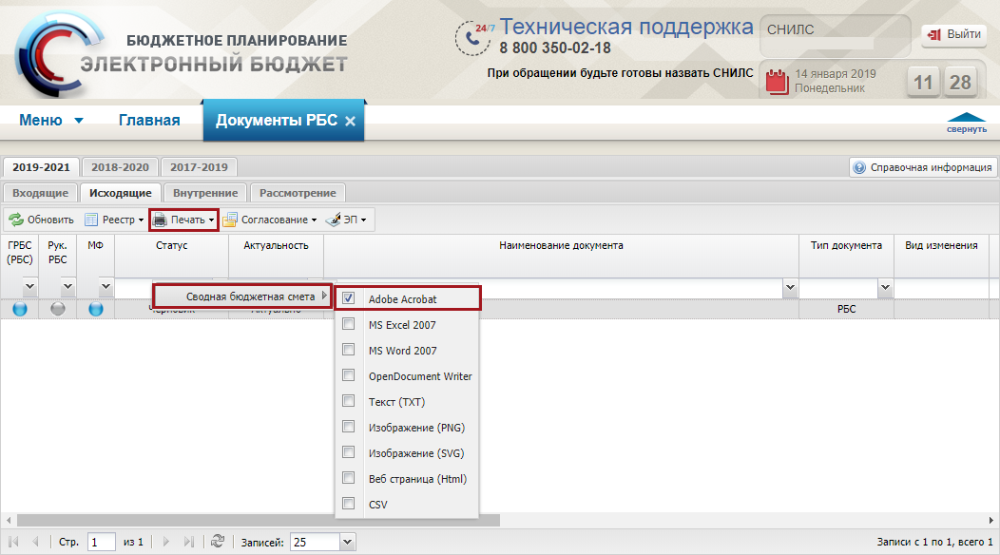 БЮДЖЕТНОЕ ПЛАНИРОВАНИЕ
ЭЛЕКТРОННЫЙ БЮДЖЕТ
24/7
Техническая поддержка
8 800 350-02-18
При обращении будьте готовы назвать СНИЛС
СНИЛС
Выйти
14 января 2019
Понедельник
11 28
Меню
Главная
Документы РБС
свернуть
2019-2021
2018-2020
2017-2019
Справочная информация
Входящие
Исходящие
Внутренние
Рассмотрение
Обновить
Реестр
Печать
Согласование
ЭП
ГРБС (РБС)
Рук. РБС
МФ
Статус
Актуальность
Наименование документа
Тип документа
Вид изменения
Сводная бюджетная смета
Черновик
Актуально
РБС
Adobe Acrobat
MS Excel 2007
MS Word 2007
OpenDocument Writer
Текст (TXT)
Изображение (PNG)
Изображение (SVG)
Веб страница (Html)
CSV
Стр. 1 из 1
Записей: 25
Записи с 1 по 1, всего 1